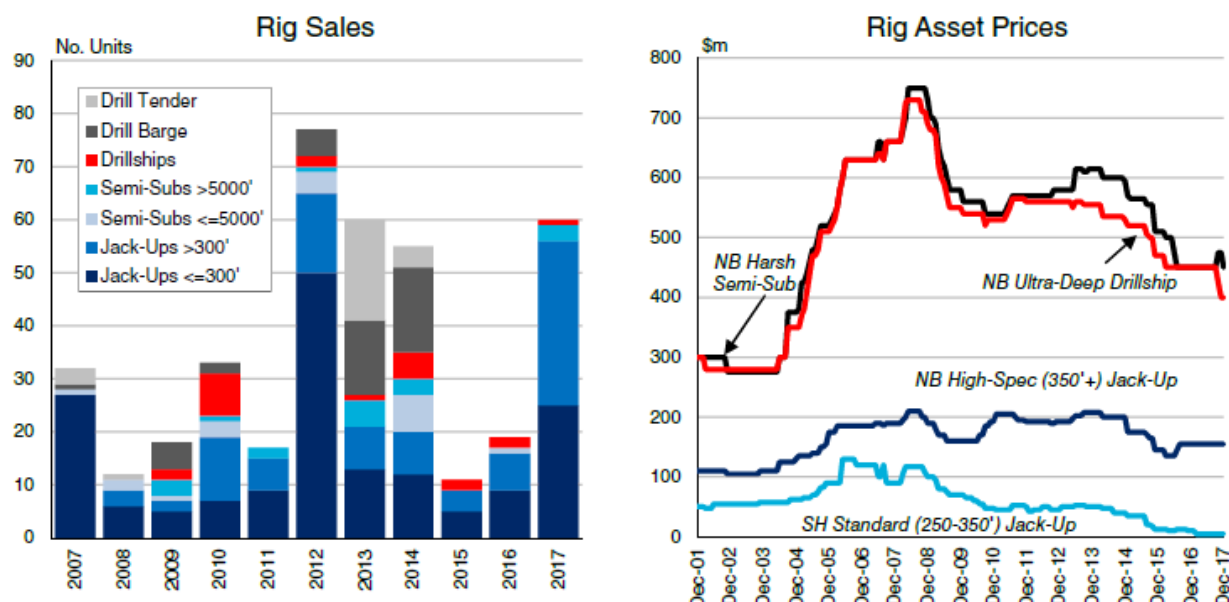 Rig Sales
No. Units
90
80
70
60
50
40
30
20
10
0
Drill Tender
Drill Barge
Drillships
Semi-Subs >5000'
Semi-Subs <=5000'
Jack-Ups >300'
Jack-Ups <=300'
2007
2008
2009
2010
2011
2012
2013
2014
2015
2016
2017
Rig Asset Prices
$m
800
700
600
500
400
300
200
100
0
NB Harsh
Semi-Sub
NB Ultra-Deep Drillship
NB High-Spec (350'+) Jack-Up
SH Standard (250-350') Jack-Up
Dec-01
Dec-02
Dec-03
Dec-04
Dec-05
Dec-06
Dec-07
Dec-08
Dec-09
Dec-10
Dec-11
Dec-12
Dec-13
Dec-14
Dec-15
Dec-16
Dec-17